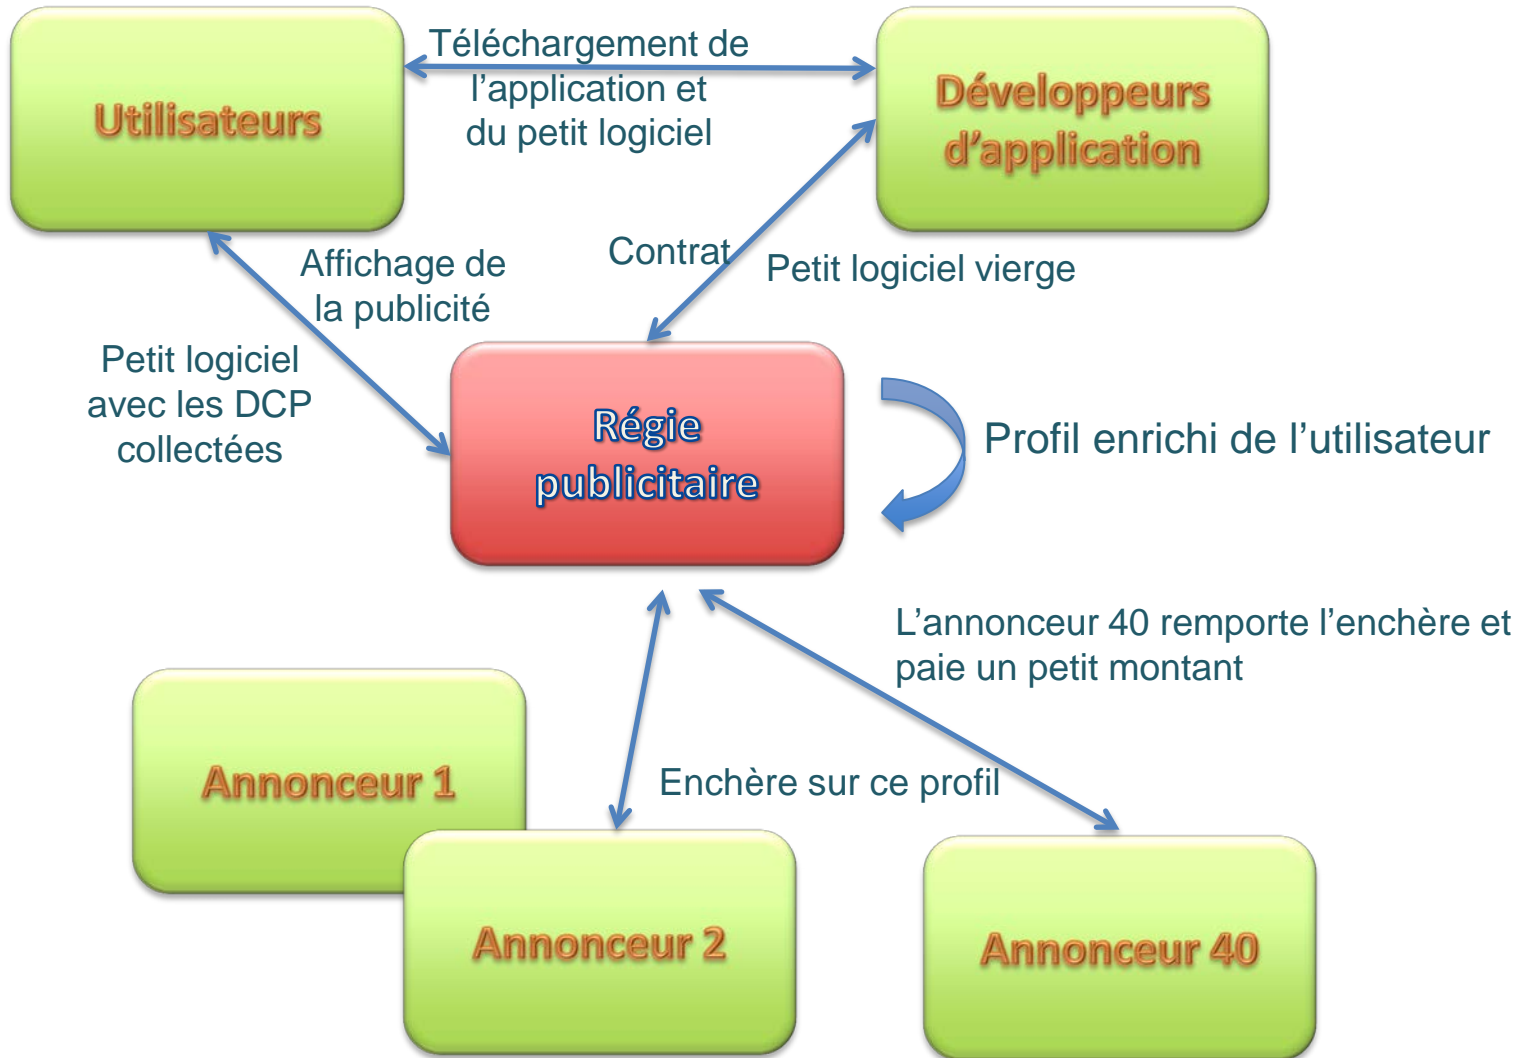 Utilisateurs
Téléchargement de
l’application et
du petit logiciel
Développeurs
d’application
Affichage de
la publicité
Contrat
Petit logiciel vierge
Petit logiciel
avec les DCP
collectées
Régie
publicitaire
Profil enrichi de l’utilisateur
L’annonceur 40 remporte l’enchère et
paie un petit montant
Annonceur 1
Enchère sur ce profil
Annonceur 2
Annonceur 40